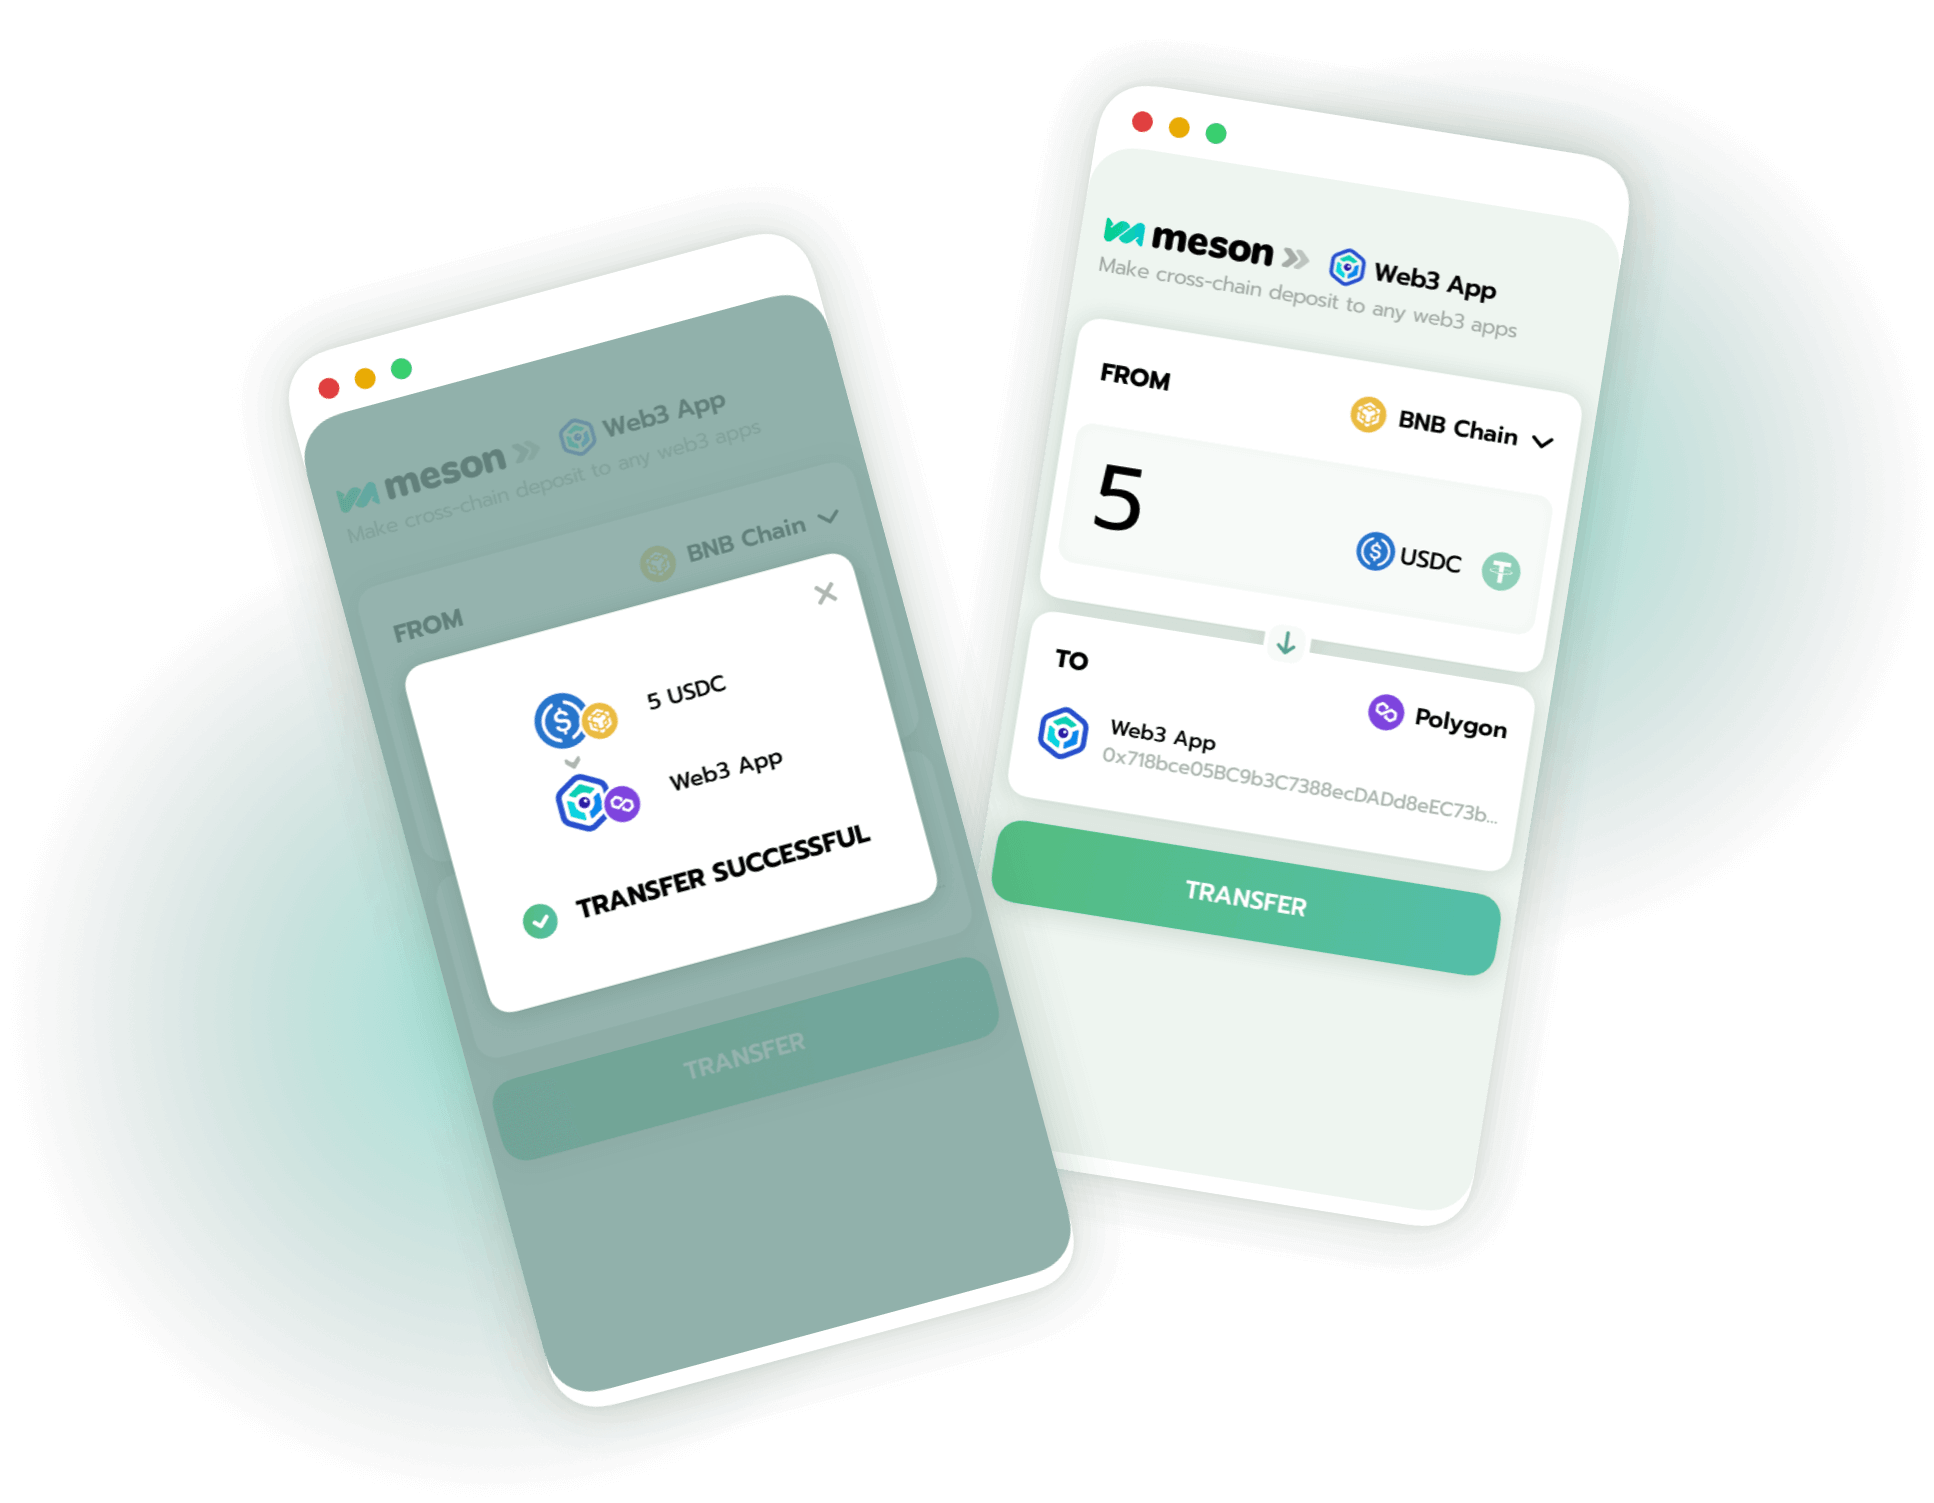 meson
Web3 App
Make cross-chain deposit to any web3 apps
BNB Chain
FROM
5 USDC
Web3 App
TRANSFER SUCCESSFUL
TRANSFER
meson
Web3 App
Make cross-chain deposit to any web3 apps
FROM
BNB Chain
5
USDC
TO
Polygon
Web3 App
0x718bce05BC9b3C7388ecDADd8eEC73b...
TRANSFER